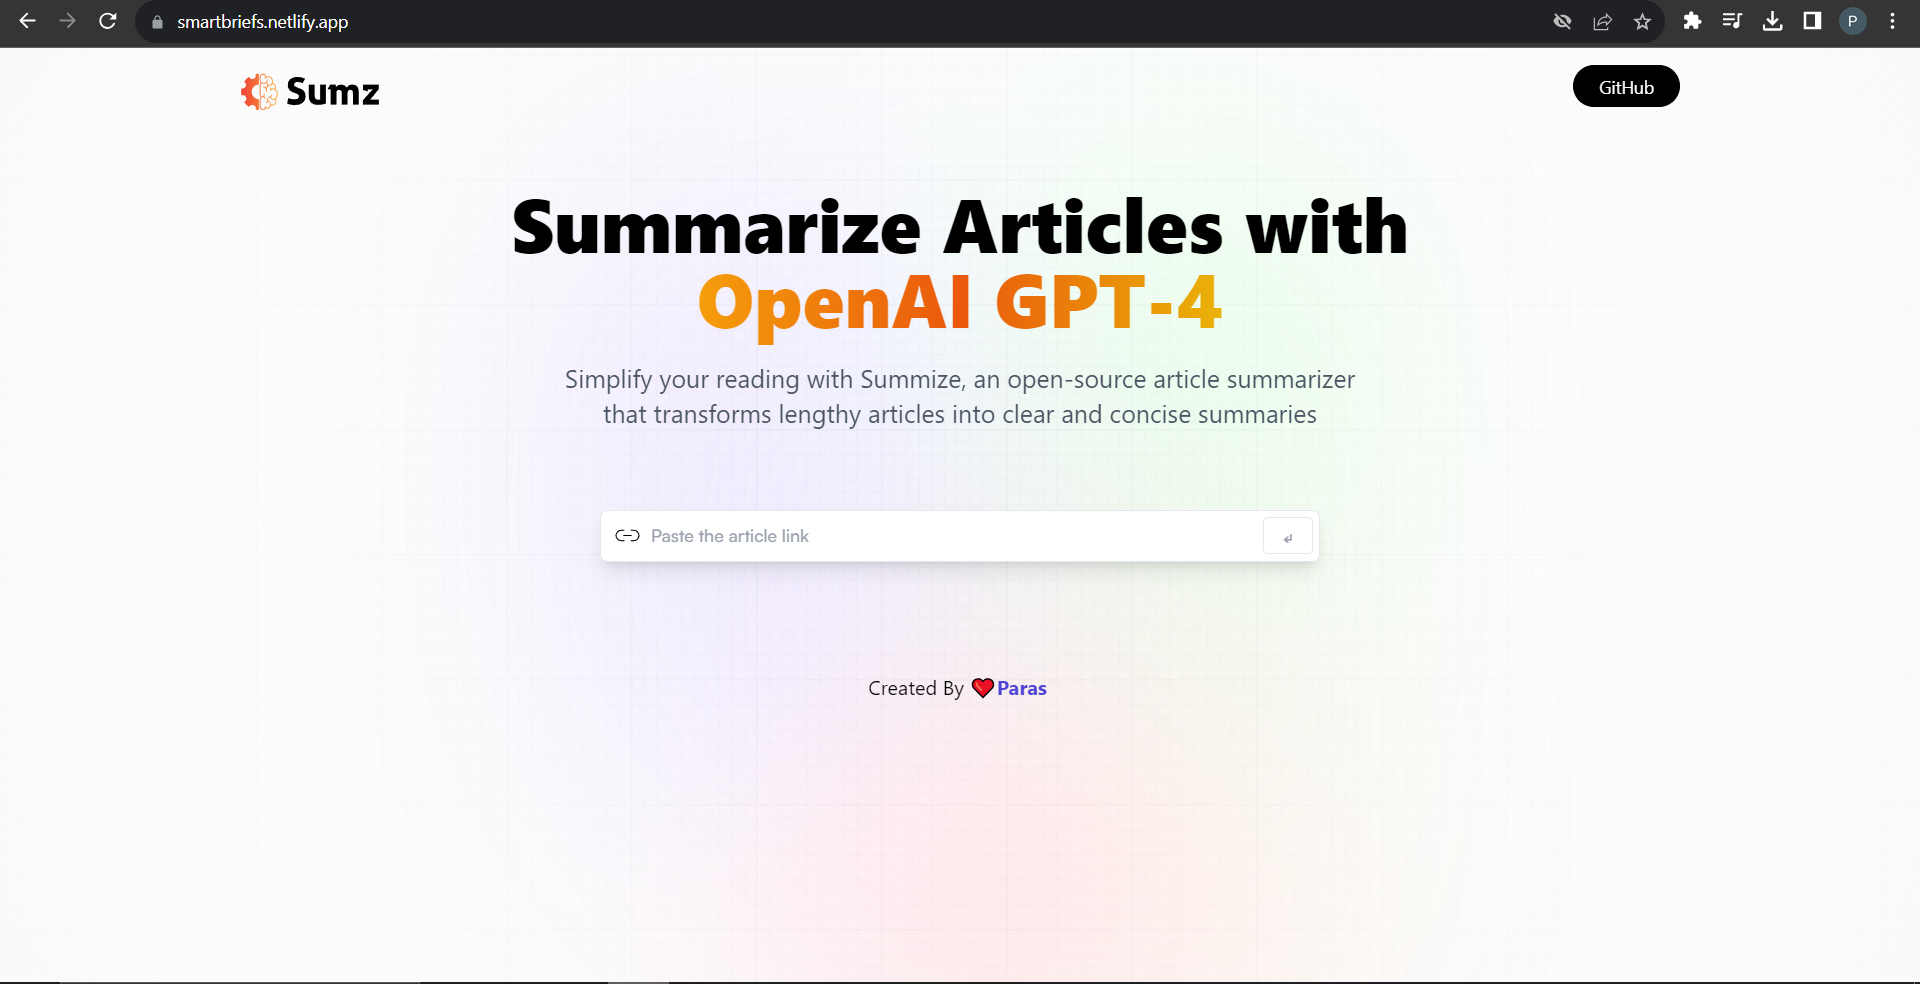 smartbriefs.netlify.app
P
Sumz
GitHub
Summarize Articles with
OpenAI GPT-4
Simplify your reading with Summize, an open-source article summarizer
that transforms lengthy articles into clear and concise summaries
Paste the article link
↵
Created By ❤️Paras